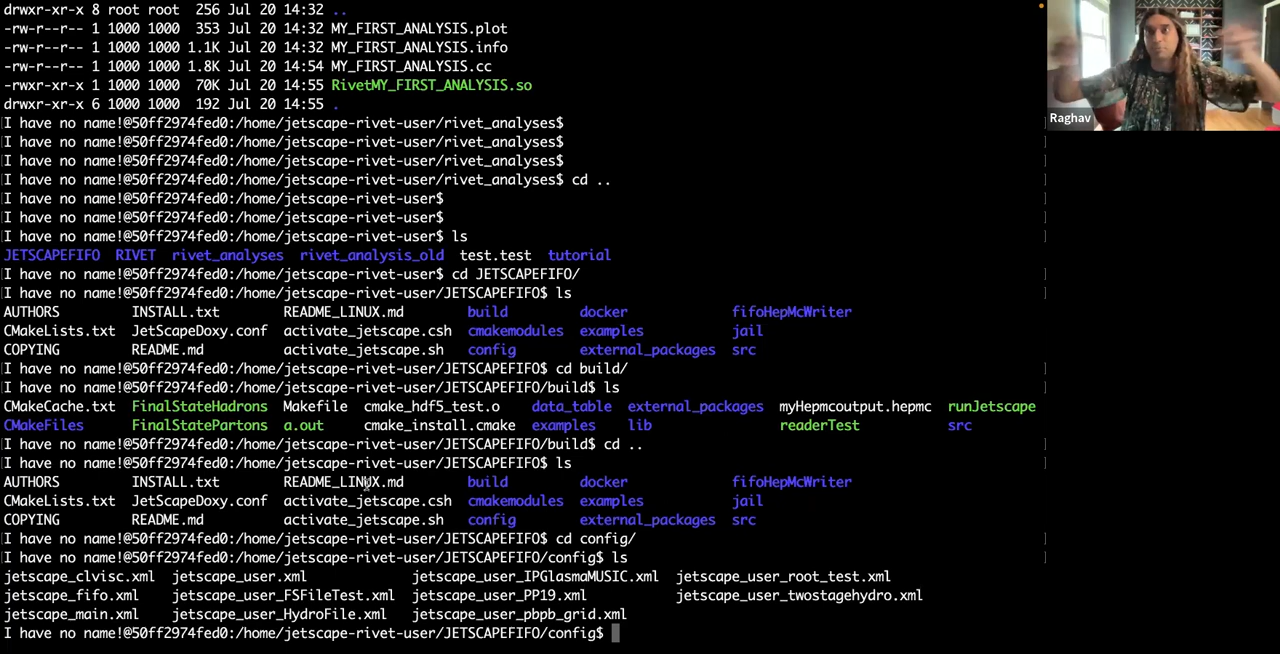 drwxr-xr-x 8 root root  256 Jul 20 14:32 ..
-rw-r--r-- 1 1000 1000  353 Jul 20 14:32 MY_FIRST_ANALYSIS.plot
-rw-r--r-- 1 1000 1000 1.1K Jul 20 14:32 MY_FIRST_ANALYSIS.info
-rw-r--r-- 1 1000 1000 1.8K Jul 20 14:54 MY_FIRST_ANALYSIS.cc
-rwxr-xr-x 1 1000 1000  70K Jul 20 14:55 RivetMY_FIRST_ANALYSIS.so
drwxr-xr-x 6 1000 1000  192 Jul 20 14:55 .
Raghav
I have no name!@50ff2974fed0:/home/jetscape-rivet-user/rivet_analyses$
I have no name!@50ff2974fed0:/home/jetscape-rivet-user/rivet_analyses$
I have no name!@50ff2974fed0:/home/jetscape-rivet-user/rivet_analyses$
I have no name!@50ff2974fed0:/home/jetscape-rivet-user/rivet_analyses$ cd ..
I have no name!@50ff2974fed0:/home/jetscape-rivet-user$
I have no name!@50ff2974fed0:/home/jetscape-rivet-user$
I have no name!@50ff2974fed0:/home/jetscape-rivet-user$ ls
JETSCAPEFIFO  RIVET  rivet_analyses  rivet_analysis_old  test.test  tutorial
I have no name!@50ff2974fed0:/home/jetscape-rivet-user$ cd JETSCAPEFIFO/
I have no name!@50ff2974fed0:/home/jetscape-rivet-user/JETSCAPEFIFO$ ls
AUTHORS         INSTALL.txt       README_LINUX.md        build         docker             fifoHepMcWriter
CMakeLists.txt  JetScapeDoxy.conf  activate_jetscape.csh  cmakemodules  examples           jail
COPYING         README.md          activate_jetscape.sh   config        external_packages  src
I have no name!@50ff2974fed0:/home/jetscape-rivet-user/JETSCAPEFIFO$ cd build/
I have no name!@50ff2974fed0:/home/jetscape-rivet-user/JETSCAPEFIFO/build$ ls
CMakeCache.txt  FinalStateHadrons  Makefile  cmake_hdf5_test.o    data_table  external_packages  myHepmcoutput.hepmc  runJetscape
CMakeFiles      FinalStatePartons  a.out     cmake_install.cmake  examples    lib                readerTest           src
I have no name!@50ff2974fed0:/home/jetscape-rivet-user/JETSCAPEFIFO/build$ cd ..
I have no name!@50ff2974fed0:/home/jetscape-rivet-user/JETSCAPEFIFO$ ls
AUTHORS         INSTALL.txt        README_LINUX.md        build         docker             fifoHepMcWriter
CMakeLists.txt  JetScapeDoxy.conf  activate_jetscape.csh  cmakemodules  examples           jail
COPYING         README.md          activate_jetscape.sh   config        external_packages  src
I have no name!@50ff2974fed0:/home/jetscape-rivet-user/JETSCAPEFIFO$ cd config/
I have no name!@50ff2974fed0:/home/jetscape-rivet-user/JETSCAPEFIFO/config$ ls
jetscape_clvisc.xml  jetscape_user.xml             jetscape_user_IPGlasmaMUSIC.xml  jetscape_user_root_test.xml
jetscape_fifo.xml    jetscape_user_FSFileTest.xml  jetscape_user_PP19.xml           jetscape_user_twostagehydro.xml
jetscape_main.xml    jetscape_user_HydroFile.xml   jetscape_user_pbpb_grid.xml
I have no name!@50ff2974fed0:/home/jetscape-rivet-user/JETSCAPEFIFO/config$